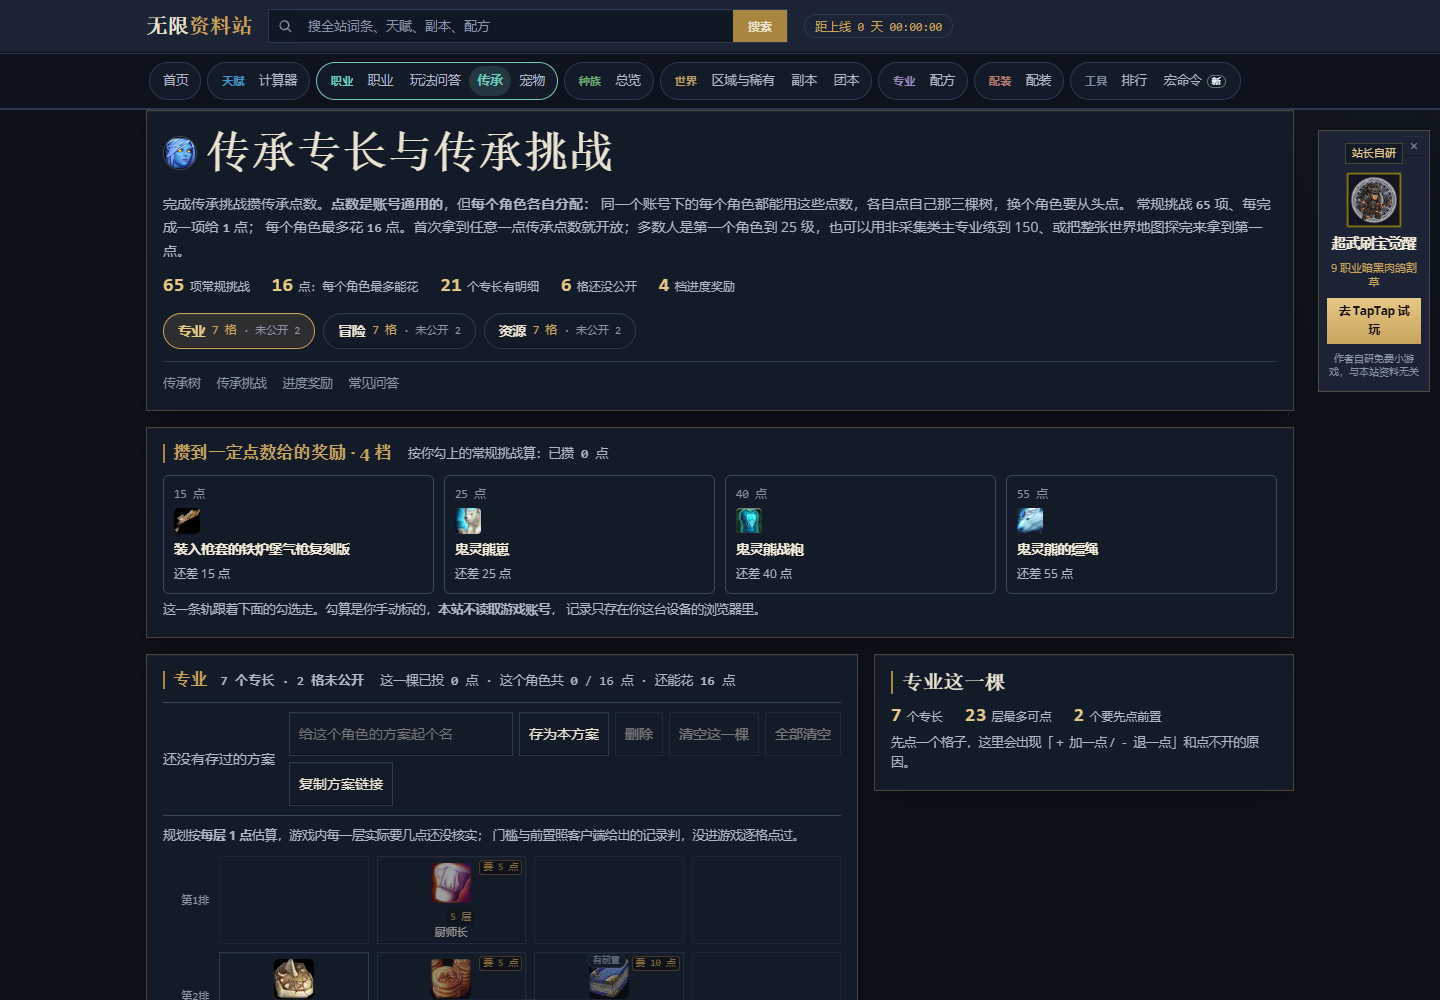 无限资料站
搜全站词条、天赋、副本、配方
搜索
距上线 0 天 00:00:00
首页
天赋 计算器
职业 职业 玩法问答 传承 宠物
种族 总览
世界 区域与稀有 副本 团本
专业 配方
配装 配装
工具 排行 宏命令 新
传承专长与传承挑战
完成传承挑战攒传承点数。点数是账号通用的，但每个角色各自分配： 同一个账号下的每个角色都能用这些点数，各自点自己那三棵树，换个角色要从头点。 常规挑战 65 项、每完
成一项给 1 点； 每个角色最多花 16 点。首次拿到任意一点传承点数就开放；多数人是第一个角色到 25 级，也可以用非采集类主专业练到 150、或把整张世界地图探完来拿到第一
点。
65 项常规挑战 16 点：每个角色最多能花 21 个专长有明细 6 格还没公开 4 档进度奖励
专业 7 格 · 未公开 2
冒险 7 格 · 未公开 2
资源 7 格 · 未公开 2
传承树 传承挑战 进度奖励 常见问答
站长自研
×
超武刷宝觉醒
9 职业暗黑肉鸽割
草
去 TapTap 试
玩
作者自研免费小游
戏，与本站资料无关
攒到一定点数给的奖励 · 4 档 按你勾上的常规挑战算：已攒 0 点
15 点
装入枪套的铁炉堡气枪复刻版
还差 15 点
25 点
鬼灵熊崽
还差 25 点
40 点
鬼灵熊战袍
还差 40 点
55 点
鬼灵熊的缰绳
还差 55 点
这一条轨跟着下面的勾选走。勾算是你手动标的，本站不读取游戏账号， 记录只存在你这台设备的浏览器里。
专业 7 个专长 · 2 格未公开 这一棵已投 0 点 · 这个角色共 0 / 16 点 · 还能花 16 点
还没有存过的方案
给这个角色的方案起个名
存为本方案
删除
清空这一棵
全部清空
复制方案链接
规划按每层 1 点估算，游戏内每一层实际要几点还没核实； 门槛与前置照客户端给出的记录判，没进游戏逐格点过。
第1排
要 5 点
5 层
厨师长
第2排
要 5 点
有前置
要 10 点
专业这一棵
7 个专长 23 层最多可点 2 个要先点前置
先点一个格子，这里会出现「 + 加一点 / - 退一点」和点不开的原
因。